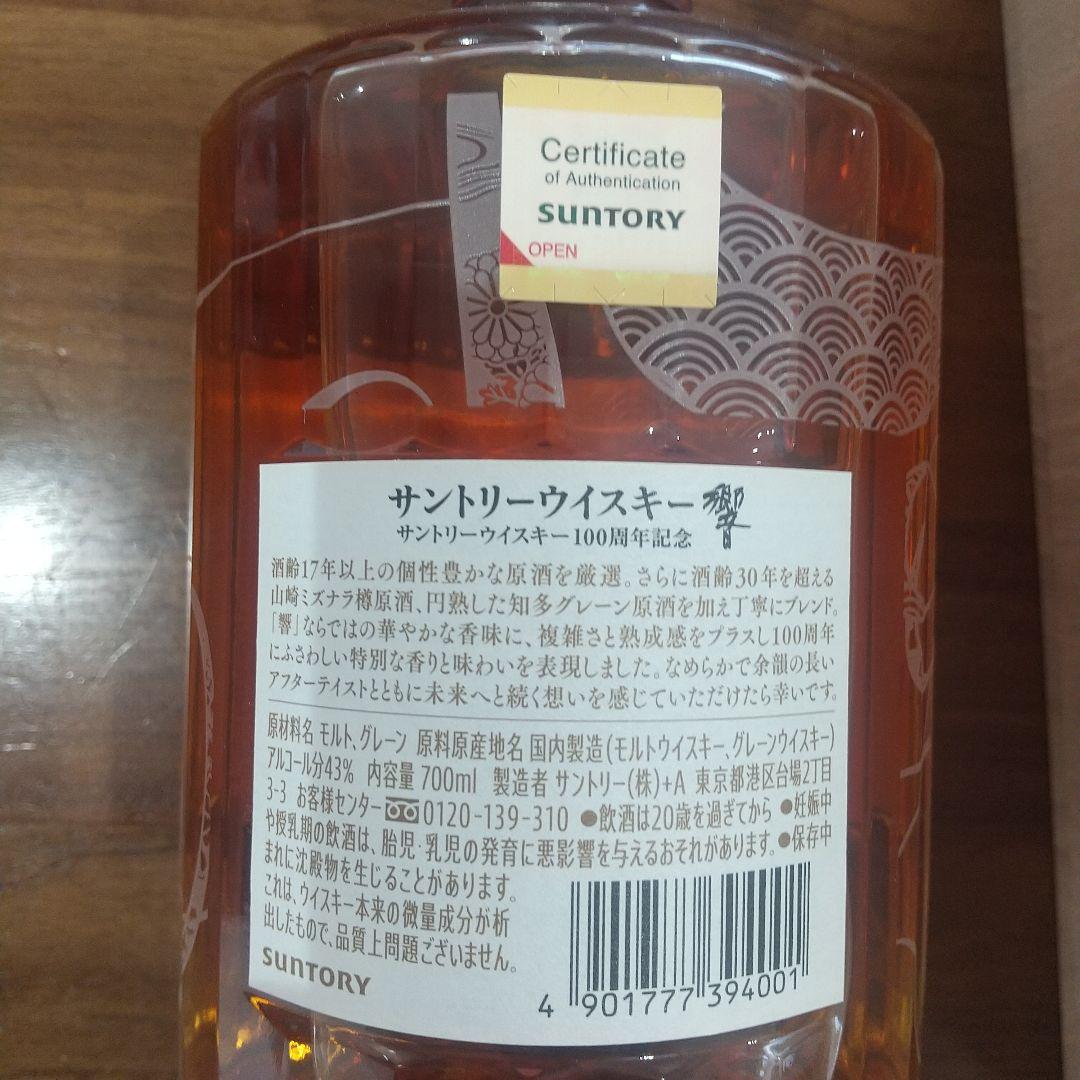 Certificate
of Authentication
SUNTORY
OPEN
サントリーウイスキー響
サントリーウイスキー100周年記念
酒齢17年以上の個性豊かな原酒を厳選。さらに酒齢30年を超える
山崎ミズナラ樽原酒、円熟した知多グレーン原酒を加え丁寧にブレンド。
「響」ならではの華やかな香味に、複雑さと熟成感をプラスし100周年
にふさわしい特別な香りと味わいを表現しました。なめらかで余韻の長い
アフターテイストとともに未来へと続く想いを感じていただけたら幸いです。
原材料名 モルト、グレーン 原料原産地名 国内製造(モルトウイスキー、グレーンウイスキー)
アルコール分43% 内容量 700ml 製造者 サントリー(株)+A 東京都港区台場2丁目
3-3 お客様センター 0120-139-310 ●飲酒は20歳を過ぎてから ●妊娠中
や授乳期の飲酒は、胎児・乳児の発育に悪影響を与えるおそれがあります。●保存中
まれに沈殿物を生じることがあります。
これは、ウイスキー本来の微量成分が析
出したもので、品質上問題ございません。
SUNTORY
4 901777 394001